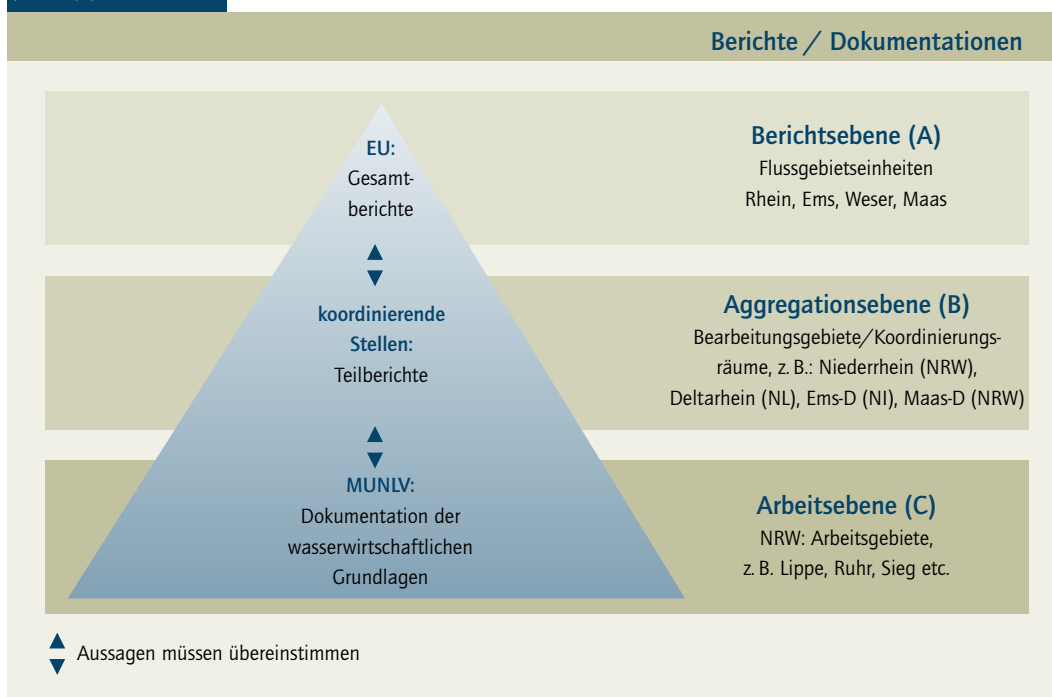 Berichte / Dokumentationen
EU:
Gesamt-
berichte
Berichtsebene (A)
Flussgebietseinheiten
Rhein, Ems, Weser, Maas
koordinierende
Stellen:
Teilberichte
Aggregationsebene (B)
Bearbeitungsgebiete/Koordinierungs-
räume, z. B.: Niederrhein (NRW),
Deltarhein (NL), Ems-D (NI), Maas-D (NRW)
MUNLV:
Dokumentation der
wasserwirtschaftlichen
Grundlagen
Arbeitsebene (C)
NRW: Arbeitsgebiete,
z. B. Lippe, Ruhr, Sieg etc.
Aussagen müssen übereinstimmen